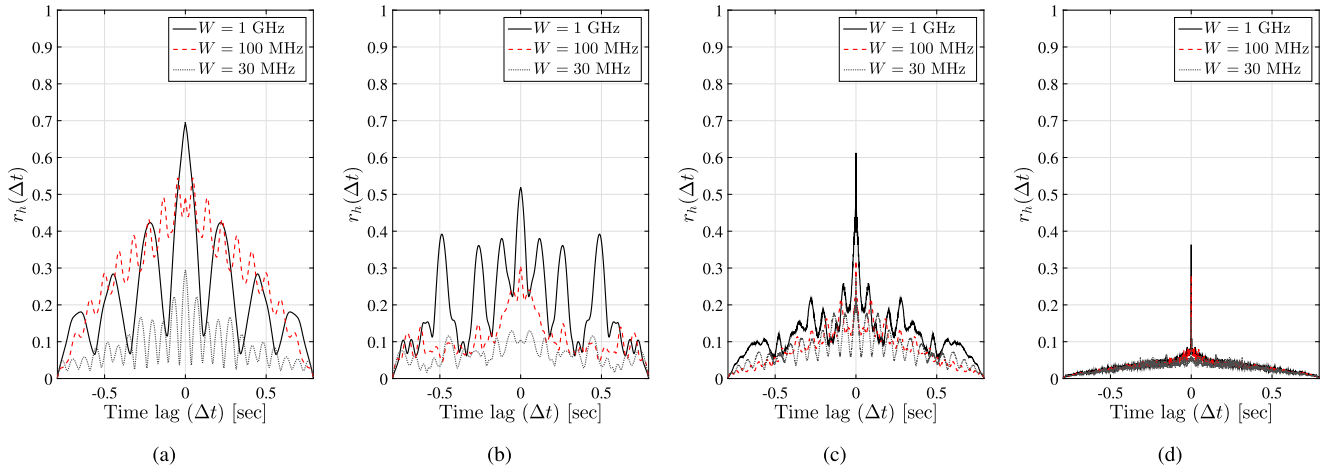 1
0.9
0.8
0.7
0.6
0.5
0.4
0.3
0.2
0.1
0
r_h(Δt)
W = 1 GHz
W = 100 MHz
W = 30 MHz
-0.5 0 0.5
Time lag (Δt) [sec]
(a)
1
0.9
0.8
0.7
0.6
0.5
0.4
0.3
0.2
0.1
0
r_h(Δt)
W = 1 GHz
W = 100 MHz
W = 30 MHz
-0.5 0 0.5
Time lag (Δt) [sec]
(b)
1
0.9
0.8
0.7
0.6
0.5
0.4
0.3
0.2
0.1
0
r_h(Δt)
W = 1 GHz
W = 100 MHz
W = 30 MHz
-0.5 0 0.5
Time lag (Δt) [sec]
(c)
1
0.9
0.8
0.7
0.6
0.5
0.4
0.3
0.2
0.1
0
r_h(Δt)
W = 1 GHz
W = 100 MHz
W = 30 MHz
-0.5 0 0.5
Time lag (Δt) [sec]
(d)